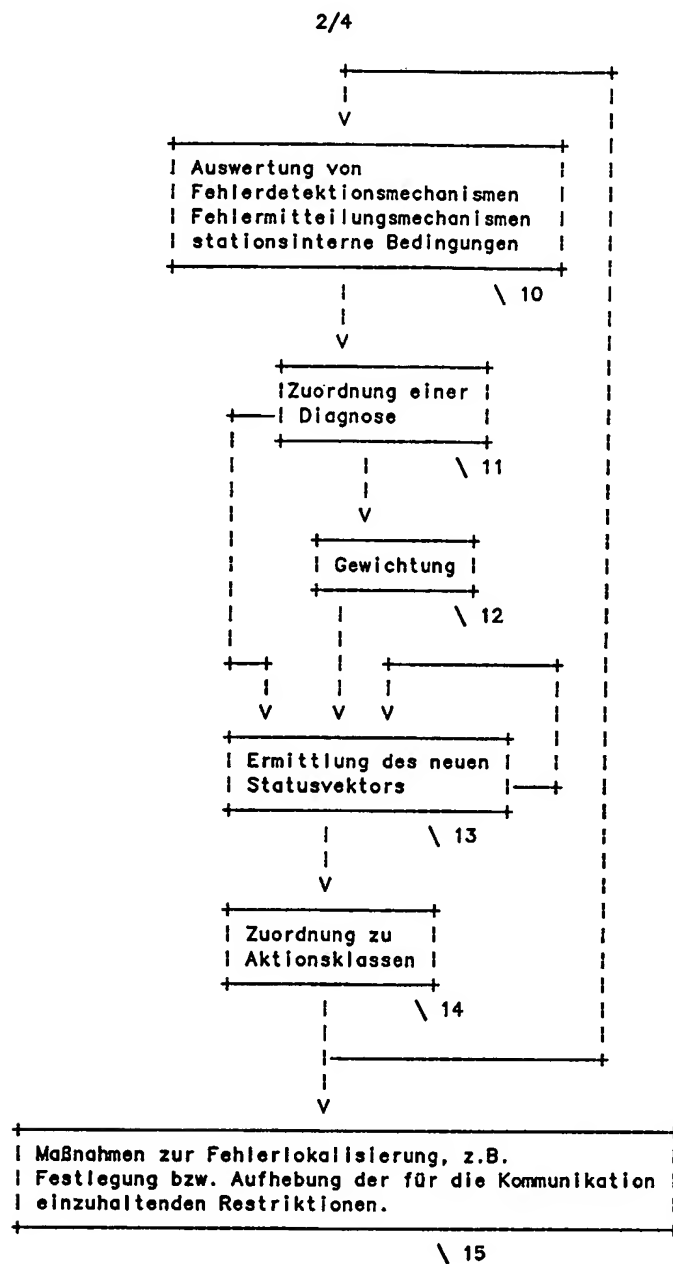 2/4
Auswertung von
Fehlerdetektionsmechanismen
Fehlermitteilungsmechanismen
stationsinterne Bedingungen
10
Zuordnung einer
Diagnose
11
Gewichtung
12
Ermittlung des neuen
Statusvektors
13
Zuordnung zu
Aktionsklassen
14
Maßnahmen zur Fehlerlokalisierung, z.B.
Festlegung bzw. Aufhebung der für die Kommunikation
einzuhaltenden Restriktionen.
15